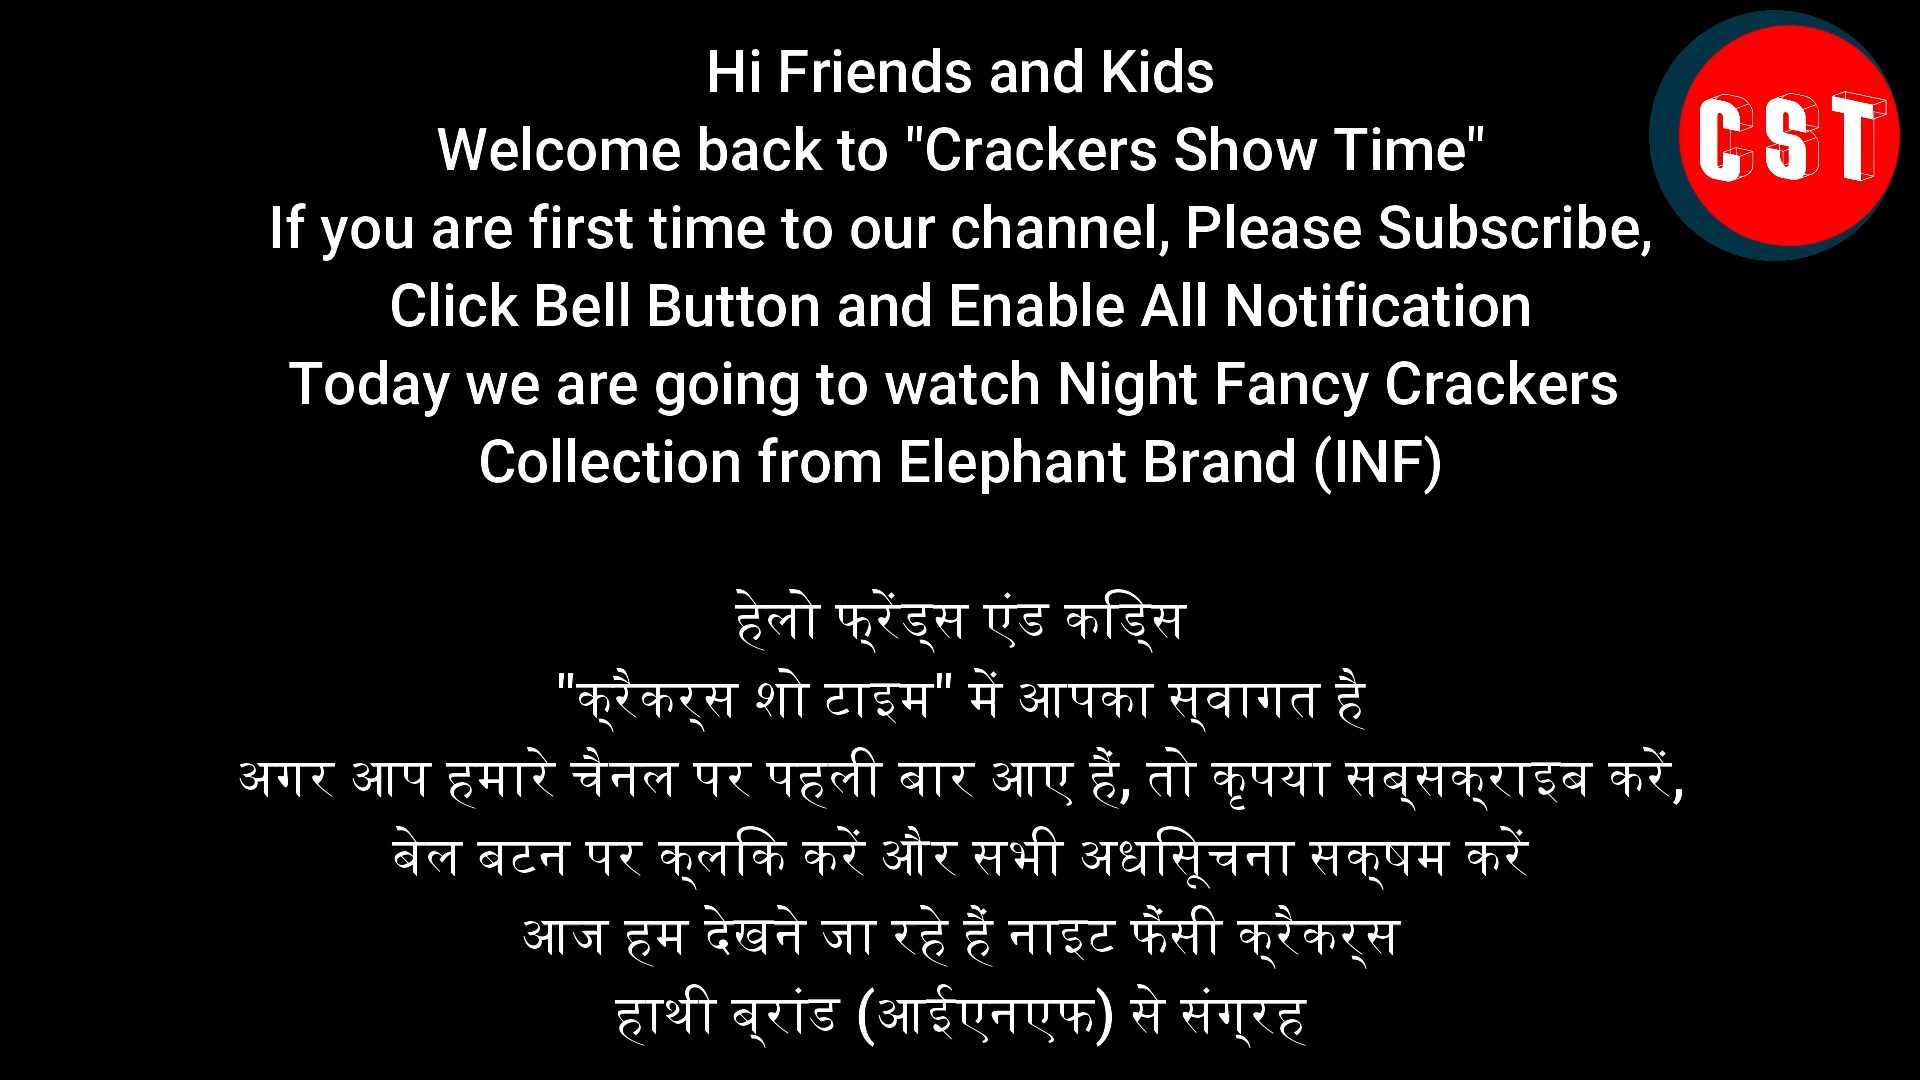 Hi Friends and Kids
Welcome back to "Crackers Show Time"
If you are first time to our channel, Please Subscribe,
Click Bell Button and Enable All Notification
Today we are going to watch Night Fancy Crackers
Collection from Elephant Brand (INF)
CST
हेलो फ्रेंड्स एंड किड्स
"क्रैकर्स शो टाइम" में आपका स्वागत है
अगर आप हमारे चैनल पर पहली बार आए हैं, तो कृपया सब्सक्राइब करें,
बेल बटन पर क्लिक करें और सभी अधिसूचना सक्षम करें
आज हम देखने जा रहे हैं नाइट फैंसी क्रैकर्स
हाथी ब्रांड (आईएनएफ) से संग्रह